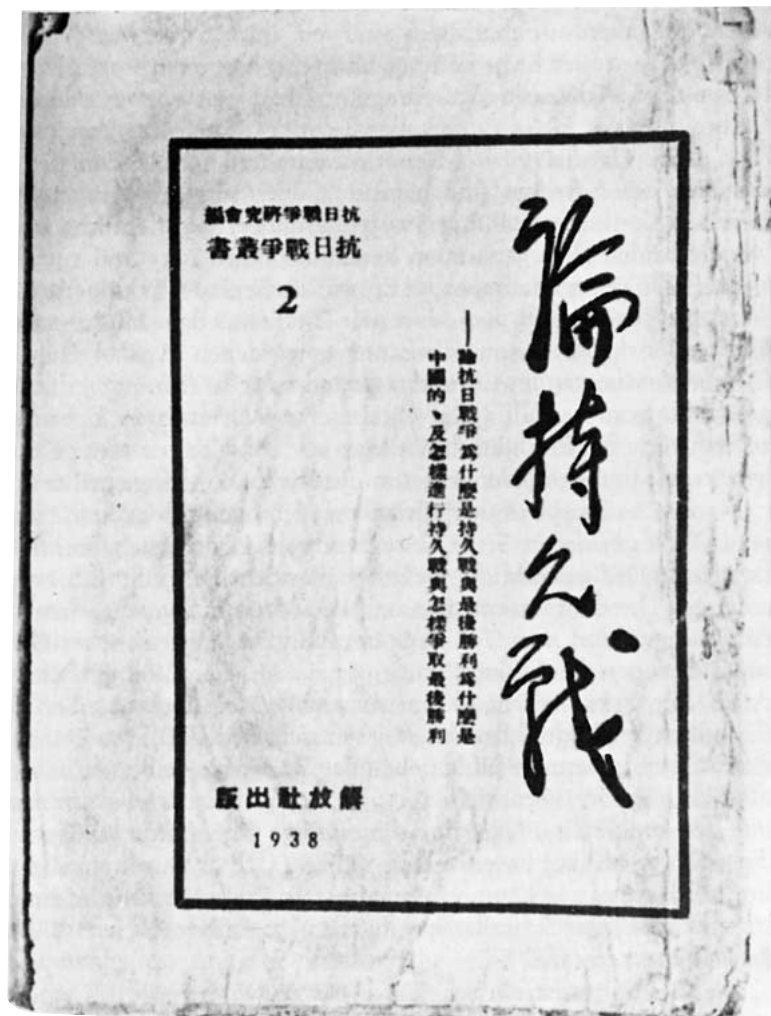 論持久戰
——論抗日戰爭爲什麼是持久戰與最後勝利爲什麼是
中國的、及怎樣進行持久戰與怎樣爭取最後勝利
抗日戰爭研究會編
抗日戰爭叢書
2
解放社出版
1938